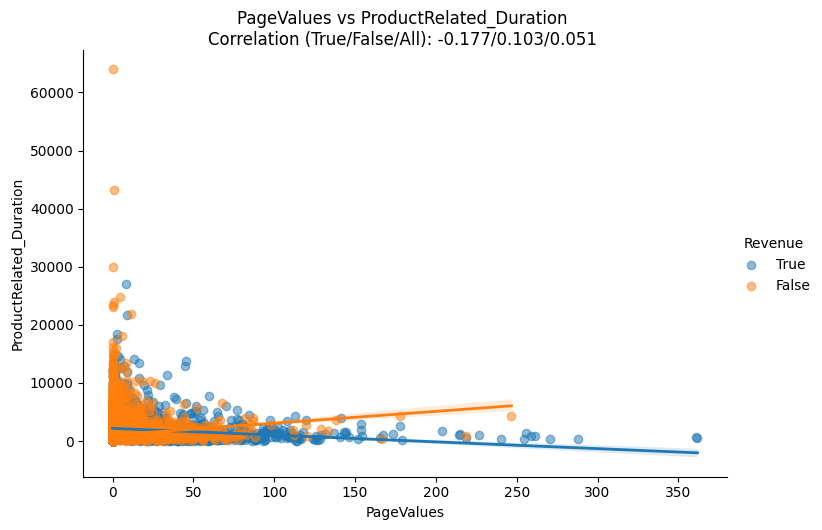 PageValues vs ProductRelated_Duration
Correlation (True/False/All): -0.177/0.103/0.051
60000
50000
40000
30000
20000
10000
0
ProductRelated_Duration
0
50
100
150
200
250
300
350
PageValues
Revenue
True
False